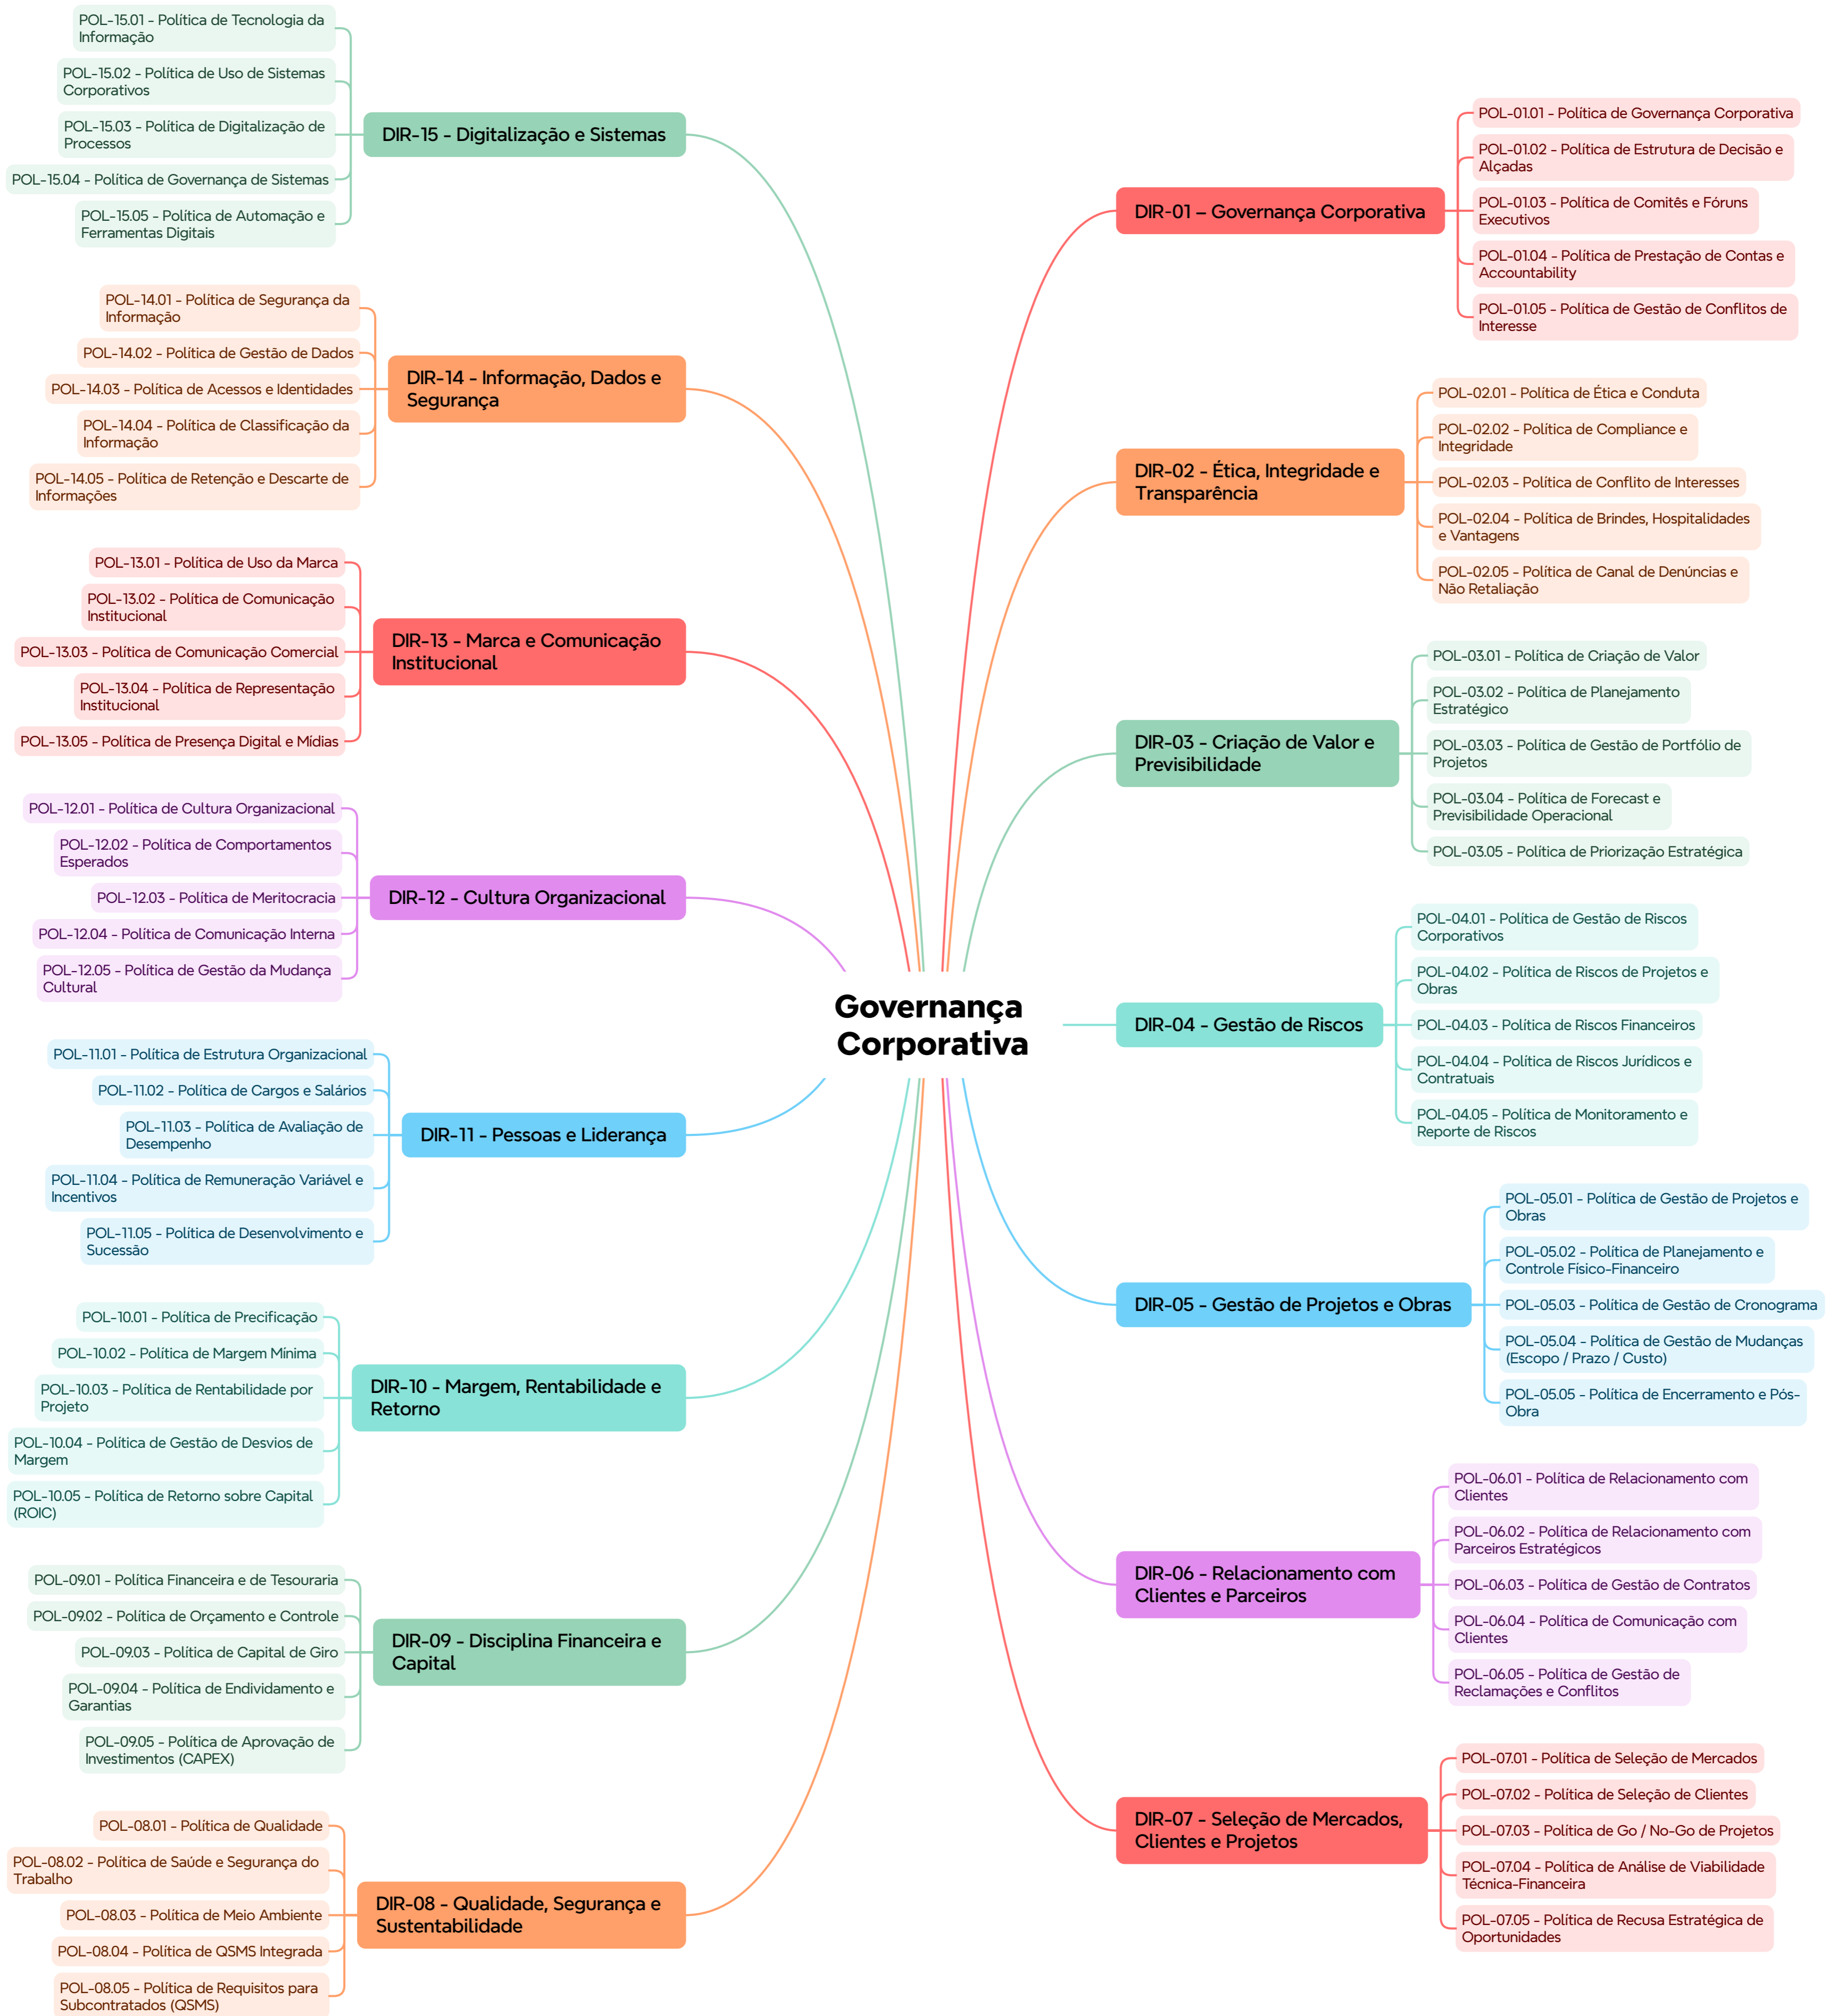 Governança
Corporativa
DIR-01 – Governança Corporativa
POL-01.01 - Política de Governança Corporativa
POL-01.02 - Política de Estrutura de Decisão e
Alçadas
POL-01.03 - Política de Comitês e Fóruns
Executivos
POL-01.04 - Política de Prestação de Contas e
Accountability
POL-01.05 - Política de Gestão de Conflitos de
Interesse
DIR-02 - Ética, Integridade e
Transparência
POL-02.01 - Política de Ética e Conduta
POL-02.02 - Política de Compliance e
Integridade
POL-02.03 - Política de Conflito de Interesses
POL-02.04 - Política de Brindes, Hospitalidades
e Vantagens
POL-02.05 - Política de Canal de Denúncias e
Não Retaliação
DIR-03 - Criação de Valor e
Previsibilidade
POL-03.01 - Política de Criação de Valor
POL-03.02 - Política de Planejamento
Estratégico
POL-03.03 - Política de Gestão de Portfólio de
Projetos
POL-03.04 - Política de Forecast e
Previsibilidade Operacional
POL-03.05 - Política de Priorização Estratégica
DIR-04 - Gestão de Riscos
POL-04.01 - Política de Gestão de Riscos
Corporativos
POL-04.02 - Política de Riscos de Projetos e
Obras
POL-04.03 - Política de Riscos Financeiros
POL-04.04 - Política de Riscos Jurídicos e
Contratuais
POL-04.05 - Política de Monitoramento e
Reporte de Riscos
DIR-05 - Gestão de Projetos e Obras
POL-05.01 - Política de Gestão de Projetos e
Obras
POL-05.02 - Política de Planejamento e
Controle Físico-Financeiro
POL-05.03 - Política de Gestão de Cronograma
POL-05.04 - Política de Gestão de Mudanças
(Escopo / Prazo / Custo)
POL-05.05 - Política de Encerramento e Pós-
Obra
DIR-06 - Relacionamento com
Clientes e Parceiros
POL-06.01 - Política de Relacionamento com
Clientes
POL-06.02 - Política de Relacionamento com
Parceiros Estratégicos
POL-06.03 - Política de Gestão de Contratos
POL-06.04 - Política de Comunicação com
Clientes
POL-06.05 - Política de Gestão de
Reclamações e Conflitos
DIR-07 - Seleção de Mercados,
Clientes e Projetos
POL-07.01 - Política de Seleção de Mercados
POL-07.02 - Política de Seleção de Clientes
POL-07.03 - Política de Go / No-Go de Projetos
POL-07.04 - Política de Análise de Viabilidade
Técnica-Financeira
POL-07.05 - Política de Recusa Estratégica de
Oportunidades
DIR-08 - Qualidade, Segurança e
Sustentabilidade
POL-08.01 - Política de Qualidade
POL-08.02 - Política de Saúde e Segurança do
Trabalho
POL-08.03 - Política de Meio Ambiente
POL-08.04 - Política de QSMS Integrada
POL-08.05 - Política de Requisitos para
Subcontratados (QSMS)
DIR-09 - Disciplina Financeira e
Capital
POL-09.01 - Política Financeira e de Tesouraria
POL-09.02 - Política de Orçamento e Controle
POL-09.03 - Política de Capital de Giro
POL-09.04 - Política de Endividamento e
Garantias
POL-09.05 - Política de Aprovação de
Investimentos (CAPEX)
DIR-10 - Margem, Rentabilidade e
Retorno
POL-10.01 - Política de Precificação
POL-10.02 - Política de Margem Mínima
POL-10.03 - Política de Rentabilidade por
Projeto
POL-10.04 - Política de Gestão de Desvios de
Margem
POL-10.05 - Política de Retorno sobre Capital
(ROIC)
DIR-11 - Pessoas e Liderança
POL-11.01 - Política de Estrutura Organizacional
POL-11.02 - Política de Cargos e Salários
POL-11.03 - Política de Avaliação de
Desempenho
POL-11.04 - Política de Remuneração Variável e
Incentivos
POL-11.05 - Política de Desenvolvimento e
Sucessão
DIR-12 - Cultura Organizacional
POL-12.01 - Política de Cultura Organizacional
POL-12.02 - Política de Comportamentos
Esperados
POL-12.03 - Política de Meritocracia
POL-12.04 - Política de Comunicação Interna
POL-12.05 - Política de Gestão da Mudança
Cultural
DIR-13 - Marca e Comunicação
Institucional
POL-13.01 - Política de Uso da Marca
POL-13.02 - Política de Comunicação
Institucional
POL-13.03 - Política de Comunicação Comercial
POL-13.04 - Política de Representação
Institucional
POL-13.05 - Política de Presença Digital e Mídias
DIR-14 - Informação, Dados e
Segurança
POL-14.01 - Política de Segurança da
Informação
POL-14.02 - Política de Gestão de Dados
POL-14.03 - Política de Acessos e Identidades
POL-14.04 - Política de Classificação da
Informação
POL-14.05 - Política de Retenção e Descarte de
Informações
DIR-15 - Digitalização e Sistemas
POL-15.01 - Política de Tecnologia da
Informação
POL-15.02 - Política de Uso de Sistemas
Corporativos
POL-15.03 - Política de Digitalização de
Processos
POL-15.04 - Política de Governança de Sistemas
POL-15.05 - Política de Automação e
Ferramentas Digitais